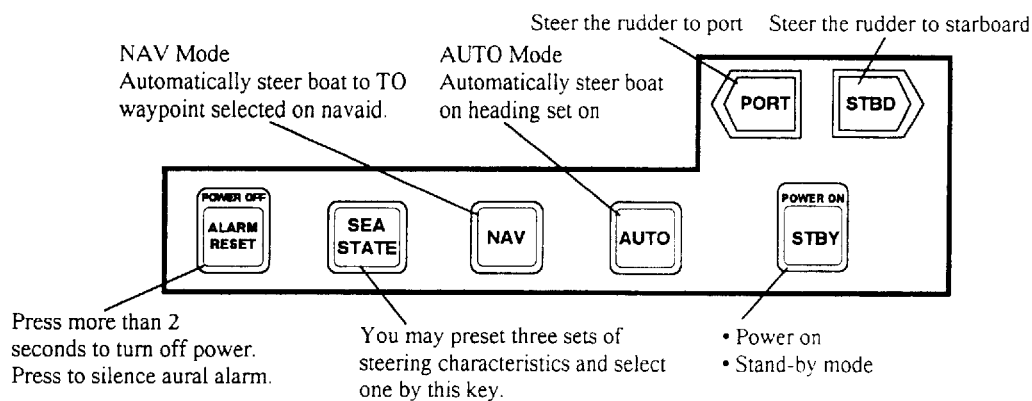 Steer the rudder to port
Steer the rudder to starboard
NAV Mode
Automatically steer boat to TO
waypoint selected on navaid.
AUTO Mode
Automatically steer boat
on heading set on
PORT
STBD
POWER OFF
ALARM
RESET
SEA
STATE
NAV
AUTO
POWER ON
STBY
Press more than 2
seconds to turn off power.
Press to silence aural alarm.
You may preset three sets of
steering characteristics and select
one by this key.
• Power on
• Stand-by mode